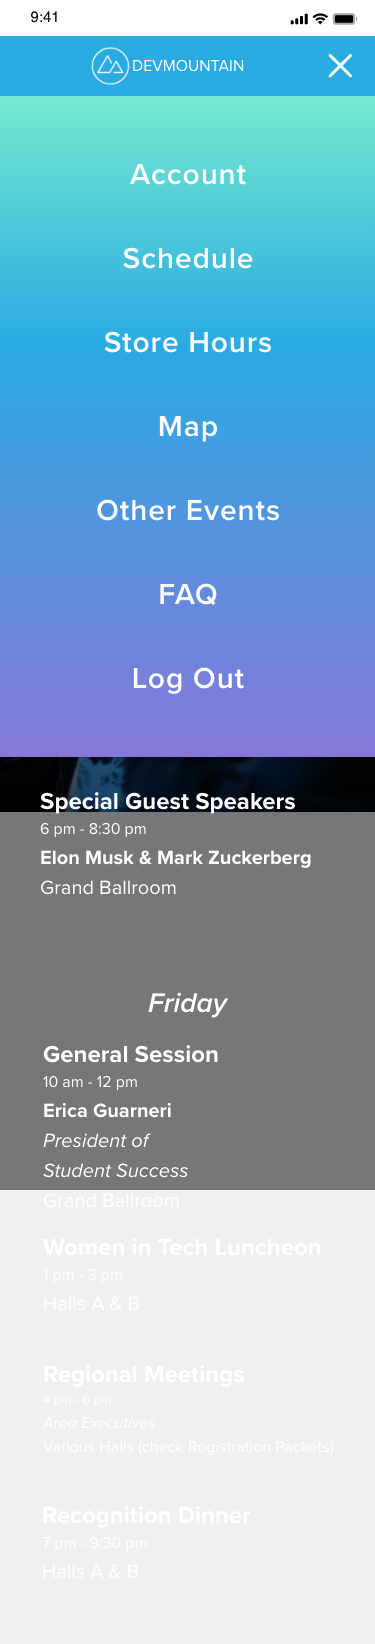 9:41
DEVMOUNTAIN
Account
Schedule
Store Hours
Map
Other Events
FAQ
Log Out
Special Guest Speakers
6 pm - 8:30 pm
Elon Musk & Mark Zuckerberg
Grand Ballroom
Friday
General Session
10 am - 12 pm
Erica Guarneri
President of
Student Success
Grand Ballroom
Women in Tech Luncheon
1 pm - 3 pm
Halls A & B
Regional Meetings
4 pm - 6 pm
Area Executives
Various Halls (check Registration Packets)
Recognition Dinner
7 pm - 9:30 pm
Halls A & B